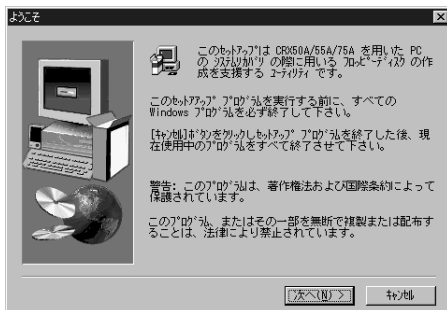 ようこそ
このｾｯﾄｱｯﾌﾟは CRX50A/55A/75A を用いた PC
の ｼｽﾃﾑﾘｶﾊﾞﾘ の際に用いる ﾌﾛｯﾋﾟｰﾃﾞｨｽｸ の作
成を支援する ﾕｰﾃｨﾘﾃｨ です。
このｾｯﾄｱｯﾌﾟ ﾌﾟﾛｸﾞﾗﾑを実行する前に、すべての
Windows ﾌﾟﾛｸﾞﾗﾑを必ず終了して下さい。
[ｷｬﾝｾﾙ]ﾎﾞﾀﾝをｸﾘｯｸしｾｯﾄｱｯﾌﾟ ﾌﾟﾛｸﾞﾗﾑを終了した後、現
在使用中のﾌﾟﾛｸﾞﾗﾑをすべて終了させて下さい。
警告: このﾌﾟﾛｸﾞﾗﾑは、著作権法および国際条約によって
保護されています。
このﾌﾟﾛｸﾞﾗﾑ、またはその一部を無断で複製または配布す
ることは、法律により禁止されています。
次へ(N) >
ｷｬﾝｾﾙ